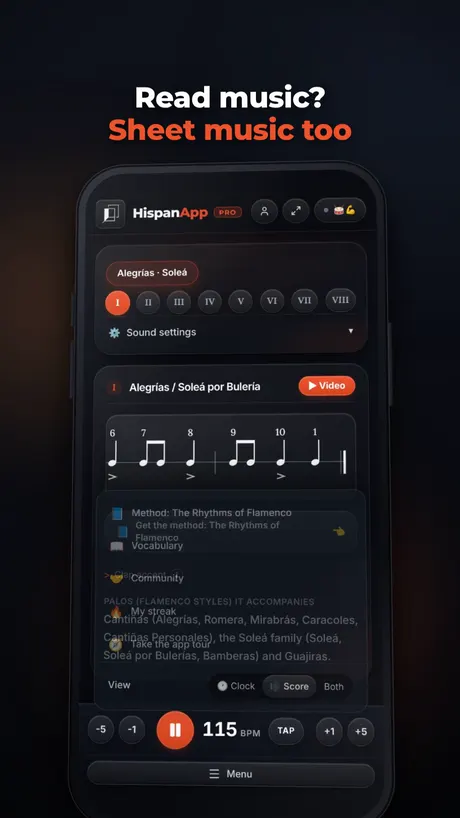 Read music?
Sheet music too
HispanApp PRO
Alegrías · Soleá
I II III IV V VI VII VIII
Sound settings
I Alegrías / Soleá por Bulería Video
6 7 8 9 10 1
Method: The Rhythms of Flamenco
Get the method: The Rhythms of
Flamenco
Vocabulary
Community
PALOS (FLAMENCO STYLES) IT ACCOMPANIES
My streak
Cantiñas (Alegrías, Romera, Mirabrás, Caracoles,
Cantiñas Personales), the Soleá family (Soleá,
Take the app tour
Soleá por Bulerías, Bamberas) and Guajiras.
View Clock Score Both
-5 -1 115 BPM TAP +1 +5
Menu